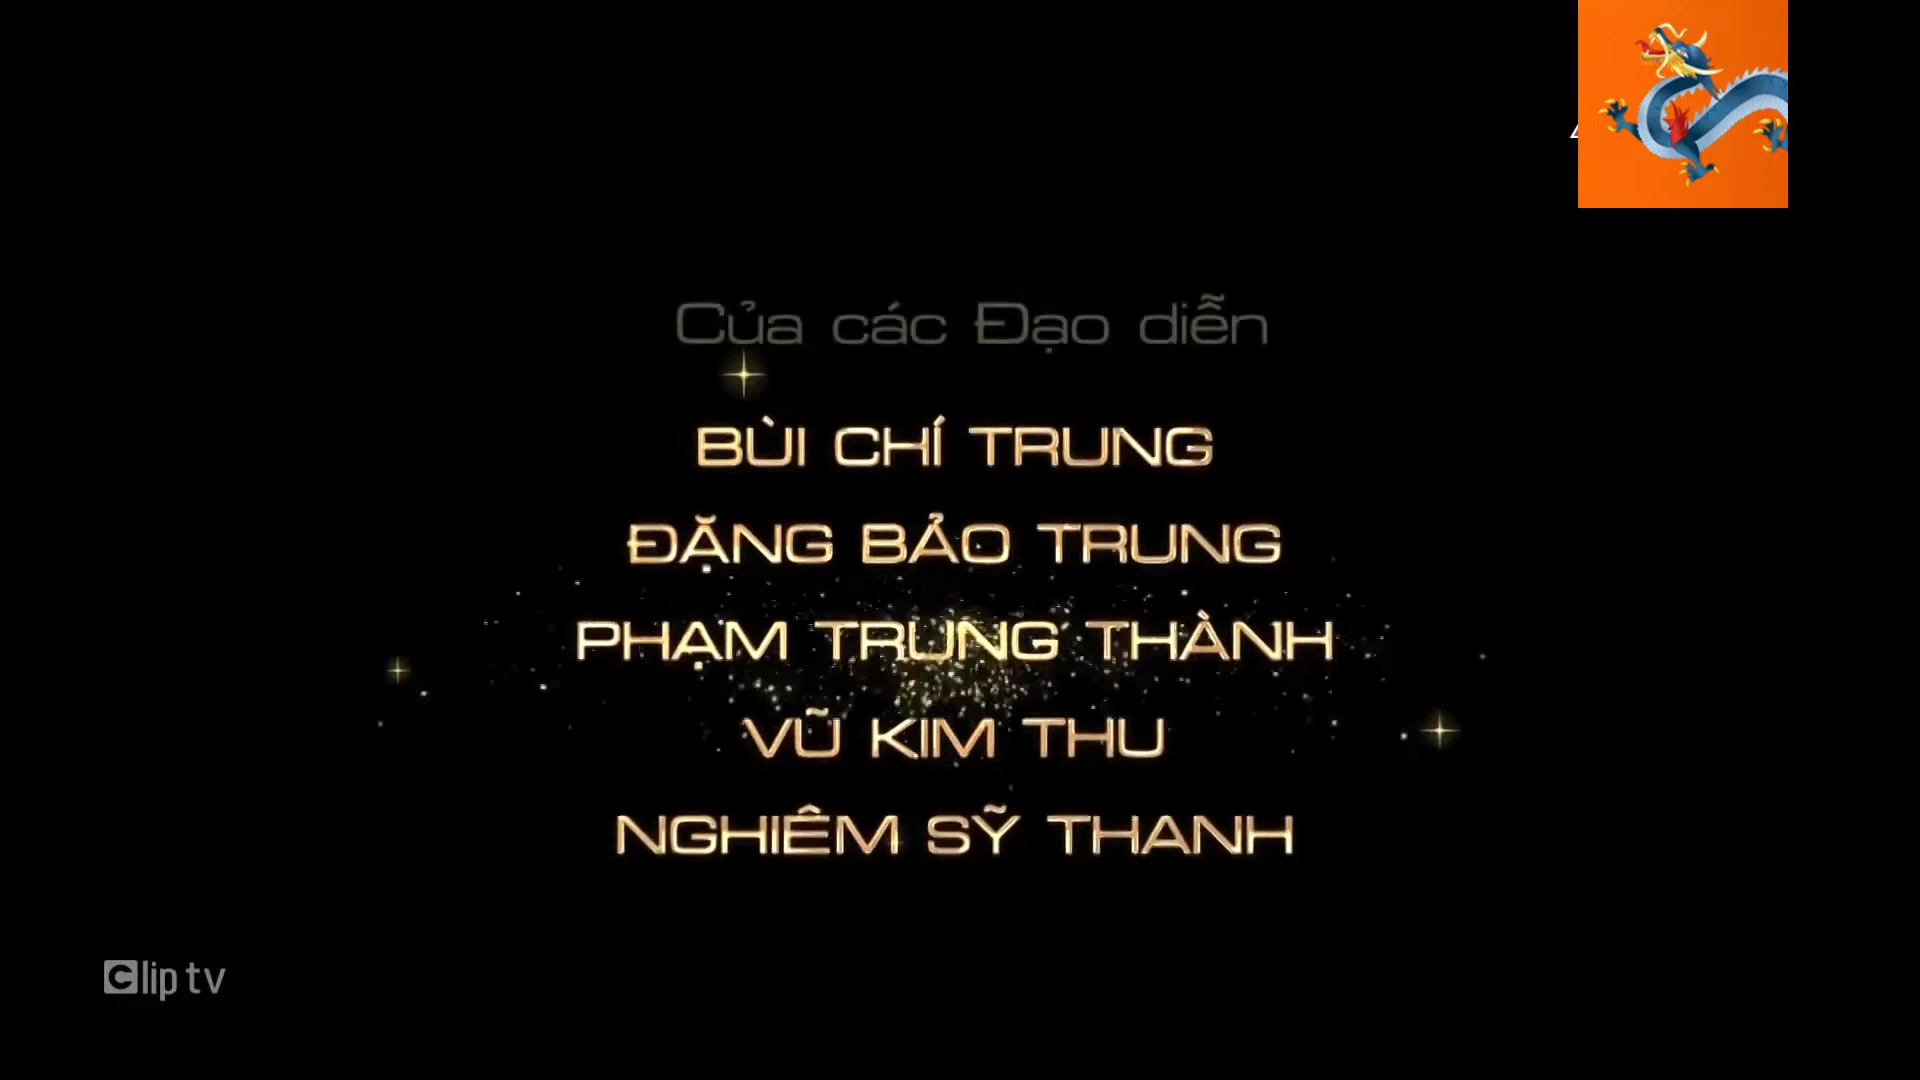 Của các Đạo diễn
BÙI CHÍ TRUNG
ĐẶNG BẢO TRUNG
PHẠM TRUNG THÀNH
VŨ KIM THU
NGHIÊM SỸ THANH
Clip tv